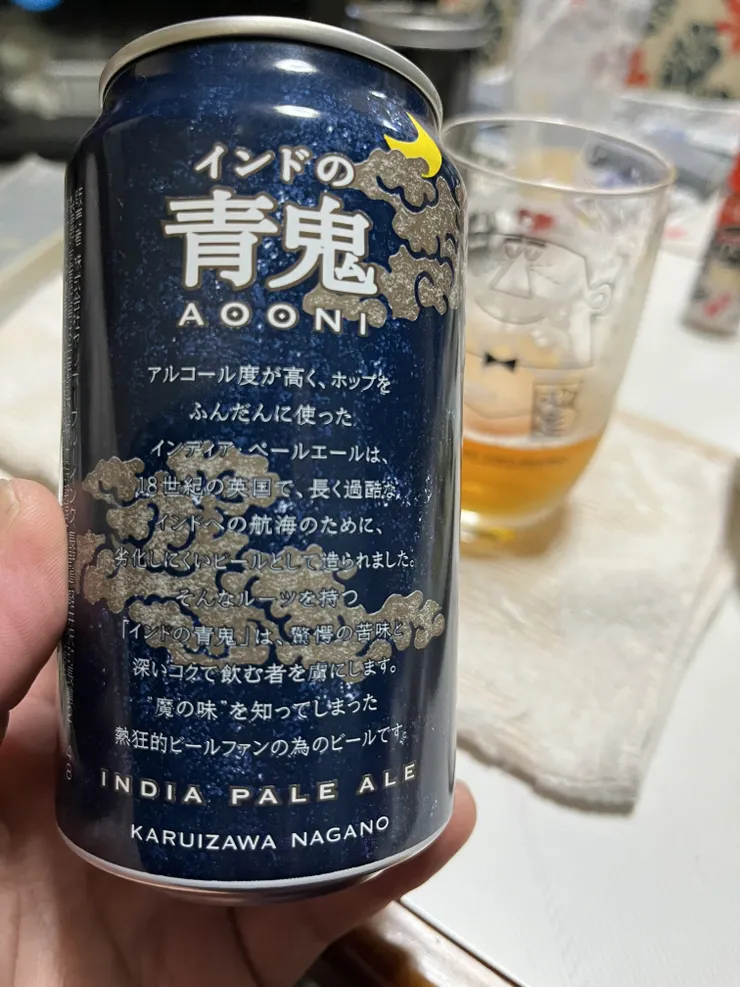 インドの
青鬼
AOONI
アルコール度が高く、ホップを
ふんだんに使った
インディア・ペールエールは、
18世紀の英国で、長く過酷な
インドへの航海のために、
劣化しにくいビールとして造られました。
そんなルーツを持つ
「インドの青鬼」は、驚愕の苦味と
深いコクで飲む者を虜にします。
"魔の味"を知ってしまった
熱狂的ビールファンの為のビールです。
INDIA PALE ALE
KARUIZAWA NAGANO